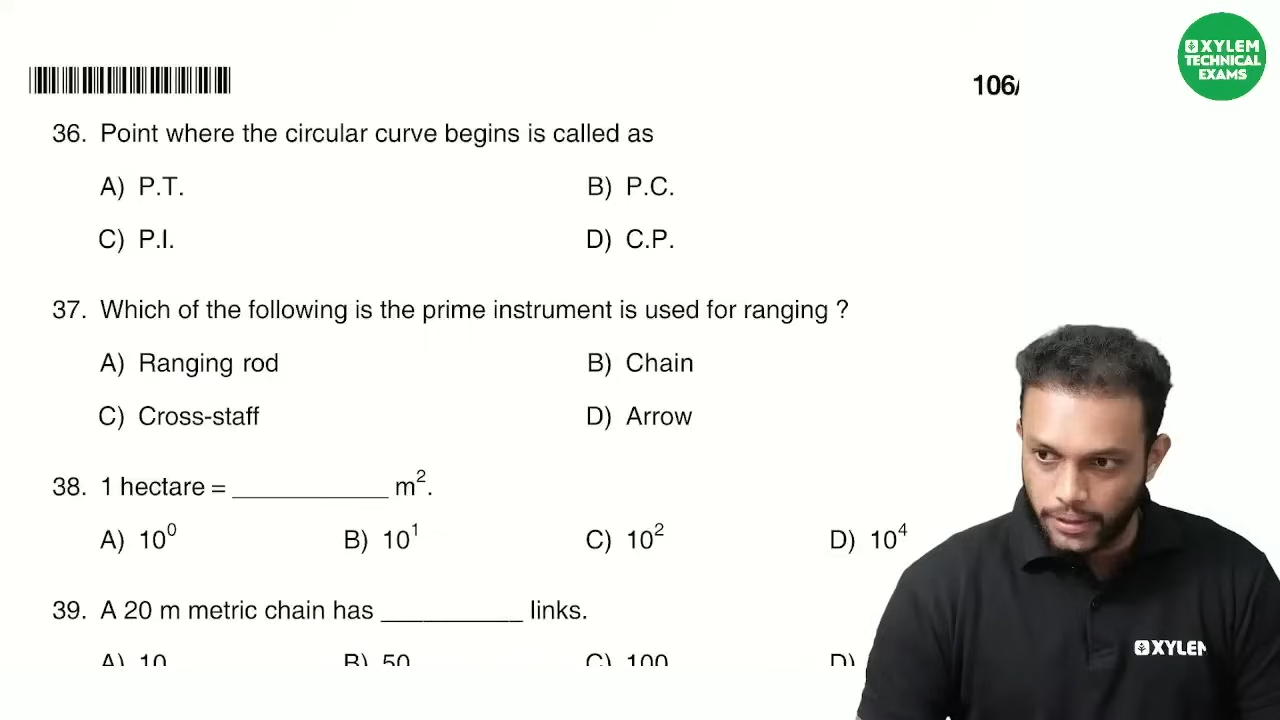 XYLEM
TECHNICAL
EXAMS
106/
36. Point where the circular curve begins is called as
A) P.T. B) P.C.
C) P.I. D) C.P.
37. Which of the following is the prime instrument is used for ranging ?
A) Ranging rod B) Chain
C) Cross-staff D) Arrow
38. 1 hectare = ___________ m².
A) 10⁰ B) 10¹ C) 10² D) 10⁴
39. A 20 m metric chain has __________ links.
A) 10 B) 50 C) 100 D)
XYLEM